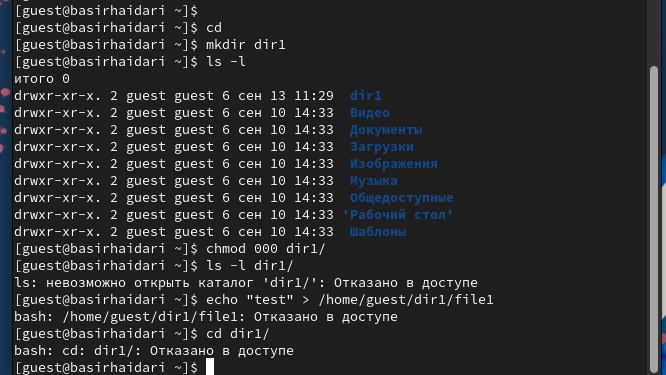 [guest@basirhaidari ~]$
[guest@basirhaidari ~]$ cd
[guest@basirhaidari ~]$ mkdir dir1
[guest@basirhaidari ~]$ ls -l
итого 0
drwxr-xr-x. 2 guest guest 6 сен 13 11:29  dir1
drwxr-xr-x. 2 guest guest 6 сен 10 14:33  Видео
drwxr-xr-x. 2 guest guest 6 сен 10 14:33  Документы
drwxr-xr-x. 2 guest guest 6 сен 10 14:33  Загрузки
drwxr-xr-x. 2 guest guest 6 сен 10 14:33  Изображения
drwxr-xr-x. 2 guest guest 6 сен 10 14:33  Музыка
drwxr-xr-x. 2 guest guest 6 сен 10 14:33  Общедоступные
drwxr-xr-x. 2 guest guest 6 сен 10 14:33 'Рабочий стол'
drwxr-xr-x. 2 guest guest 6 сен 10 14:33  Шаблоны
[guest@basirhaidari ~]$ chmod 000 dir1/
[guest@basirhaidari ~]$ ls -l dir1/
ls: невозможно открыть каталог 'dir1/': Отказано в доступе
[guest@basirhaidari ~]$ echo "test" > /home/guest/dir1/file1
bash: /home/guest/dir1/file1: Отказано в доступе
[guest@basirhaidari ~]$ cd dir1/
bash: cd: dir1/: Отказано в доступе
[guest@basirhaidari ~]$